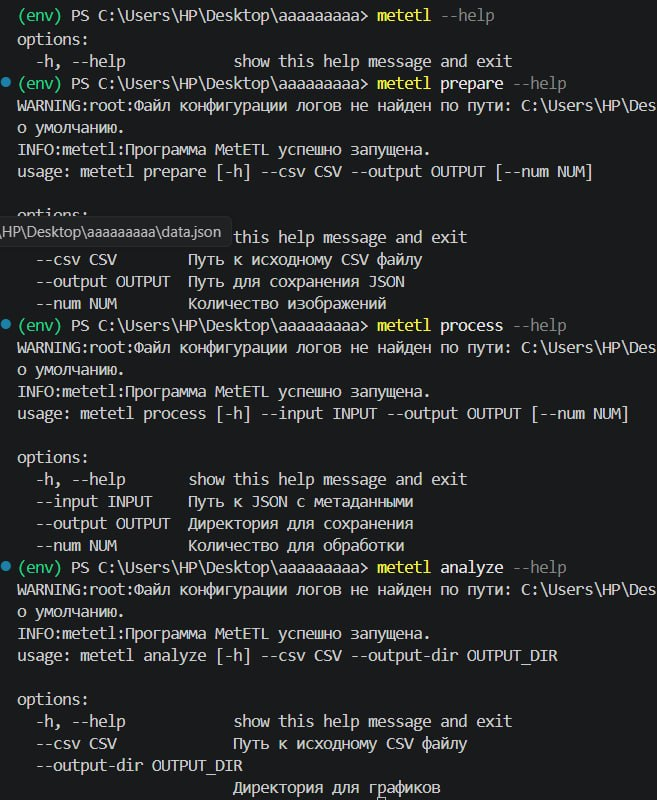 (env) PS C:\Users\HP\Desktop\aaaaaaaaa> metetl --help
options:
  -h, --help            show this help message and exit
(env) PS C:\Users\HP\Desktop\aaaaaaaaa> metetl prepare --help
WARNING:root:Файл конфигурации логов не найден по пути: C:\Users\HP\Des
о умолчанию.
INFO:metetl:Программа MetETL успешно запущена.
usage: metetl prepare [-h] --csv CSV --output OUTPUT [--num NUM]
options:
\HP\Desktop\aaaaaaaaa\data.json
this help message and exit
  --csv CSV        Путь к исходному CSV файлу
  --output OUTPUT  Путь для сохранения JSON
  --num NUM        Количество изображений
(env) PS C:\Users\HP\Desktop\aaaaaaaaa> metetl process --help
WARNING:root:Файл конфигурации логов не найден по пути: C:\Users\HP\Des
о умолчанию.
INFO:metetl:Программа MetETL успешно запущена.
usage: metetl process [-h] --input INPUT --output OUTPUT [--num NUM]
options:
  -h, --help       show this help message and exit
  --input INPUT    Путь к JSON с метаданными
  --output OUTPUT  Директория для сохранения
  --num NUM        Количество для обработки
(env) PS C:\Users\HP\Desktop\aaaaaaaaa> metetl analyze --help
WARNING:root:Файл конфигурации логов не найден по пути: C:\Users\HP\Des
о умолчанию.
INFO:metetl:Программа MetETL успешно запущена.
usage: metetl analyze [-h] --csv CSV --output-dir OUTPUT_DIR
options:
  -h, --help            show this help message and exit
  --csv CSV             Путь к исходному CSV файлу
  --output-dir OUTPUT_DIR
                        Директория для графиков